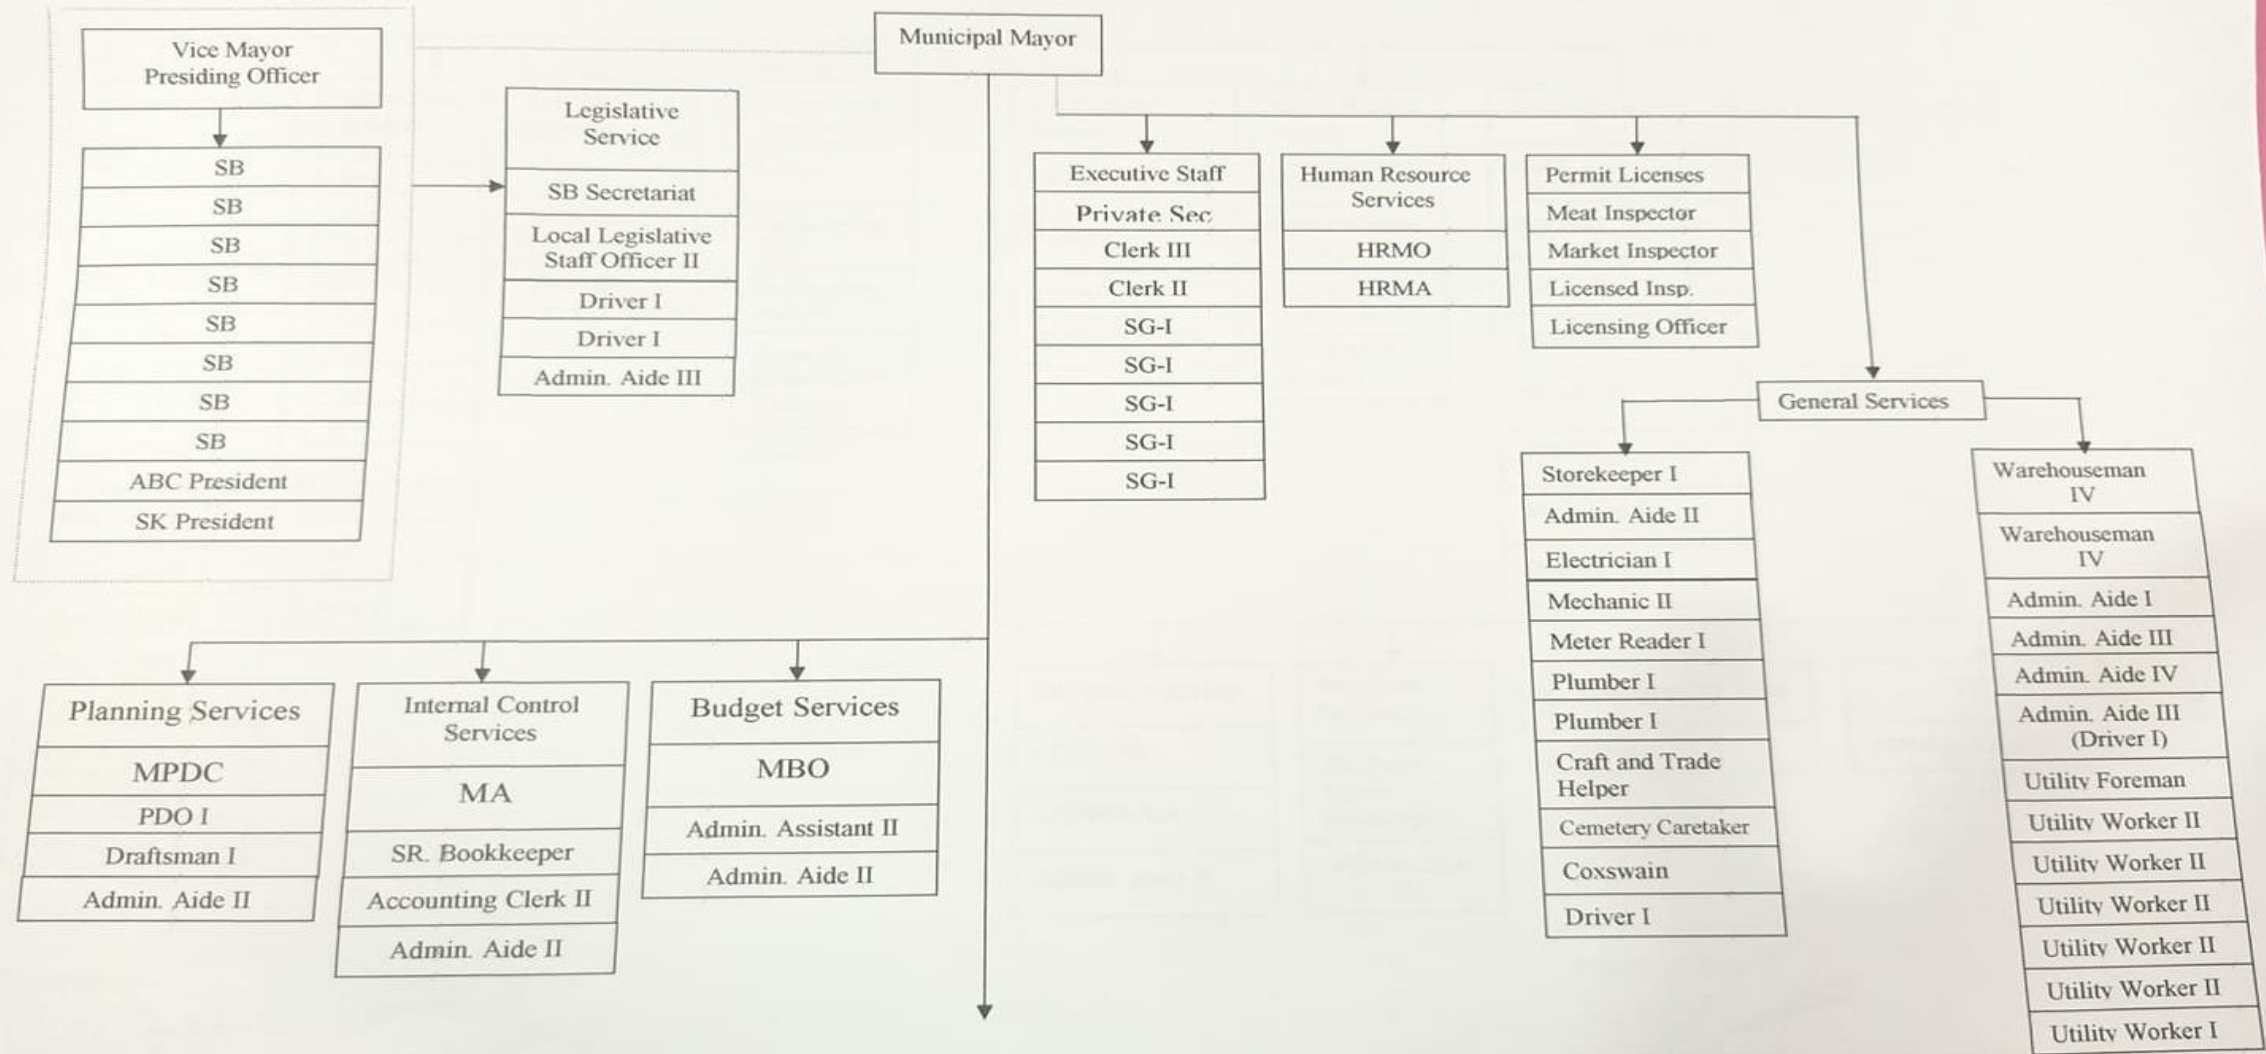 Municipal Mayor
Vice Mayor
Presiding Officer
SB
SB
SB
SB
SB
SB
SB
SB
ABC President
SK President
Legislative
Service
SB Secretariat
Local Legislative
Staff Officer II
Driver I
Driver I
Admin. Aide III
Executive Staff
Private Sec
Clerk III
Clerk II
SG-I
SG-I
SG-I
SG-I
SG-I
Human Resource
Services
HRMO
HRMA
Permit Licenses
Meat Inspector
Market Inspector
Licensed Insp.
Licensing Officer
General Services
Storekeeper I
Admin. Aide II
Electrician I
Mechanic II
Meter Reader I
Plumber I
Plumber I
Craft and Trade
Helper
Cemetery Caretaker
Coxswain
Driver I
Warehouseman
IV
Warehouseman
IV
Admin. Aide I
Admin. Aide III
Admin. Aide IV
Admin. Aide III
(Driver I)
Utility Foreman
Utility Worker II
Utility Worker II
Utility Worker II
Utility Worker II
Utility Worker II
Utility Worker I
Planning Services
MPDC
PDO I
Draftsman I
Admin. Aide II
Internal Control
Services
MA
SR. Bookkeeper
Accounting Clerk II
Admin. Aide II
Budget Services
MBO
Admin. Assistant II
Admin. Aide II